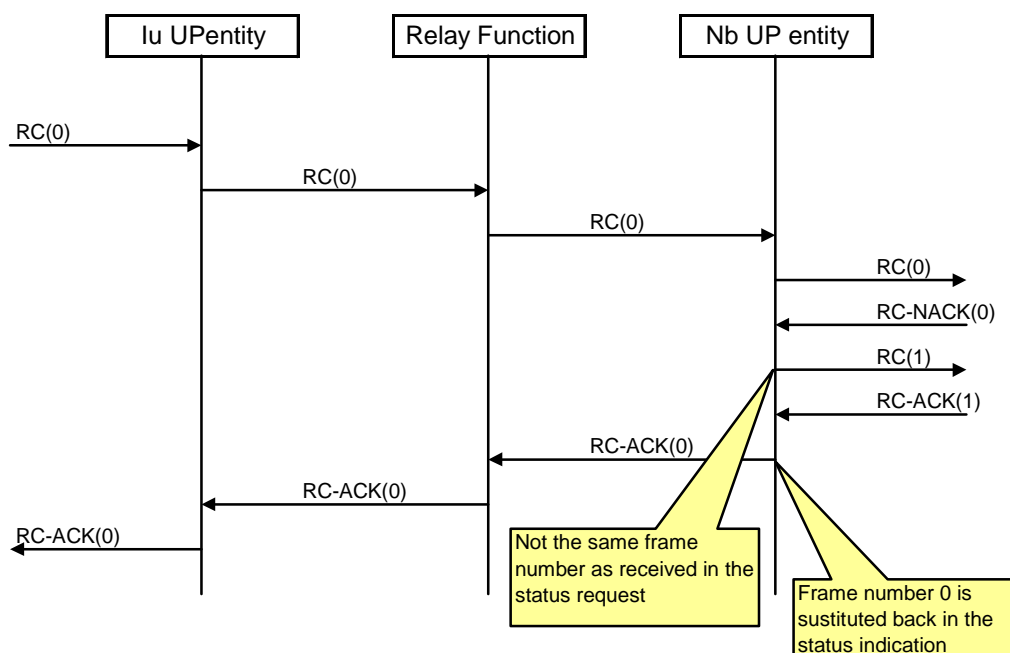 Iu UPentity
Relay Function
Nb UP entity
RC(0)
RC(0)
RC(0)
RC(0)
RC-NACK(0)
RC(1)
RC-ACK(1)
RC-ACK(0)
RC-ACK(0)
RC-ACK(0)
Not the same frame
number as received in the
status request
Frame number 0 is
sustituted back in the
status indication